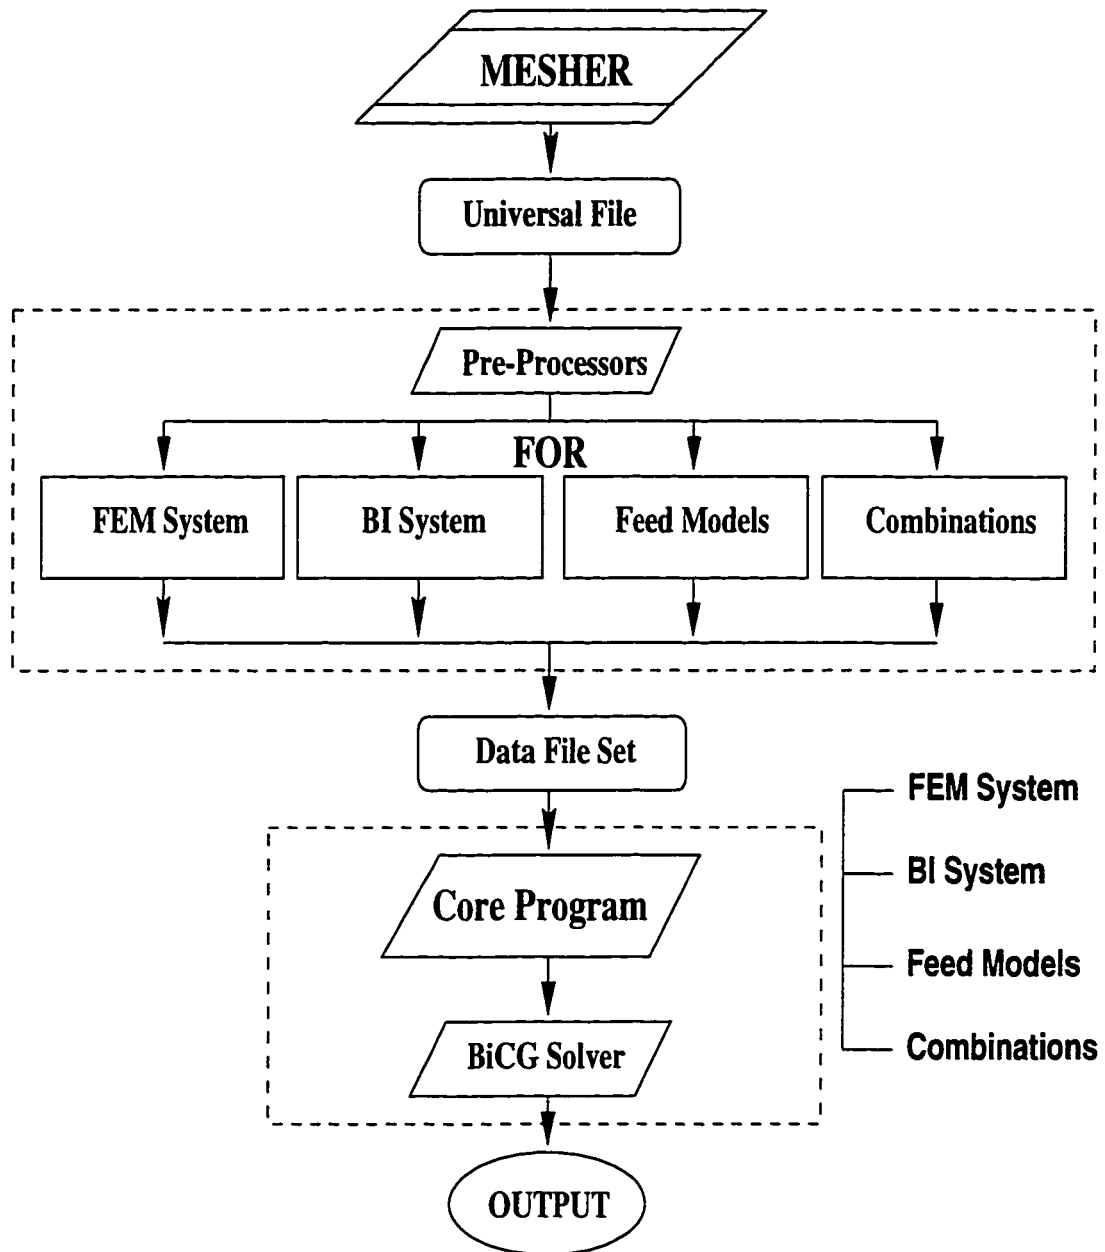 MESHER
Universal File
Pre-Processors
FOR
FEM System
BI System
Feed Models
Combinations
Data File Set
Core Program
BiCG Solver
OUTPUT
FEM System
BI System
Feed Models
Combinations